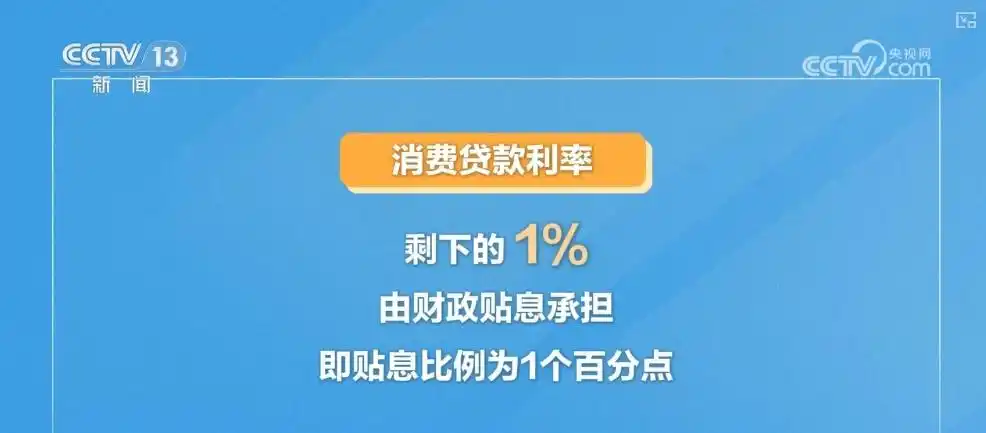 CCTV 13
新闻
央视网
CCTV.com
消费贷款利率
剩下的 1%
由财政贴息承担
即贴息比例为1个百分点